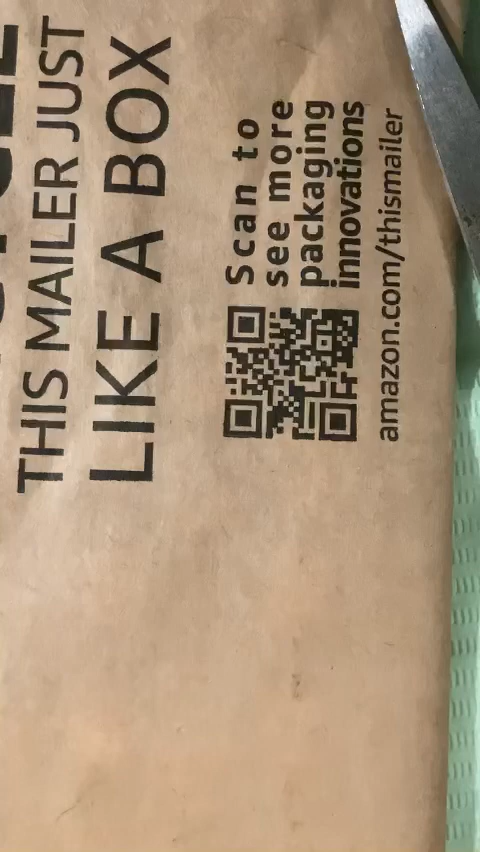 THIS MAILER JUST
LIKE A BOX
Scan to
see more
packaging
innovations
amazon.com/thismailer